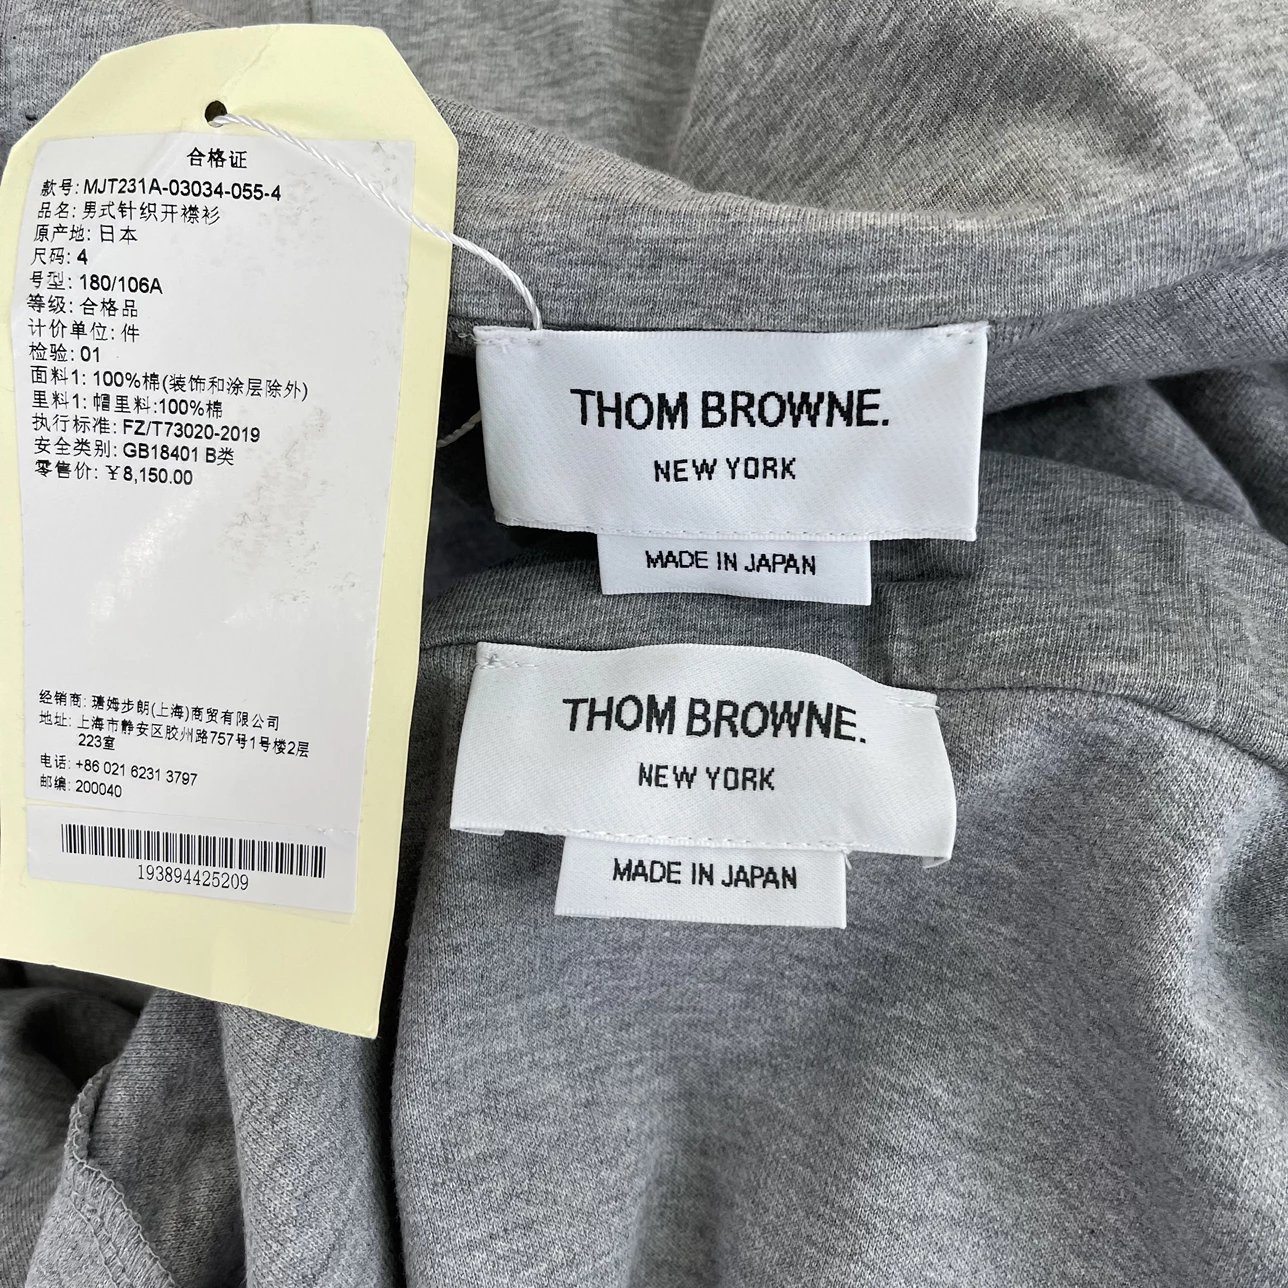 合格证
款号: MJT231A-03034-055-4
品名: 男式针织开襟衫
原产地: 日本
尺码: 4
号型: 180/106A
等级: 合格品
计价单位: 件
检验: 01
面料1: 100%棉(装饰和涂层除外)
里料1: 帽里料:100%棉
执行标准: FZ/T73020-2019
安全类别: GB18401 B类
零售价: ¥8,150.00
经销商: 瑭姆步朗(上海)商贸有限公司
地址: 上海市静安区胶州路757号1号楼2层
223室
电话: +86 021 6231 3797
邮编: 200040
193894425209
THOM BROWNE.
NEW YORK
MADE IN JAPAN
THOM BROWNE.
NEW YORK
MADE IN JAPAN